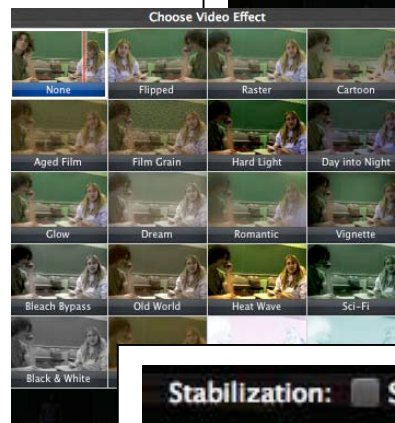 Choose Video Effect
None Flipped Raster Cartoon
Aged Film Film Grain Hard Light Day into Night
Glow Dream Romantic Vignette
Bleach Bypass Old World Heat Wave Sci-Fi
Black & White
Stabilization: S